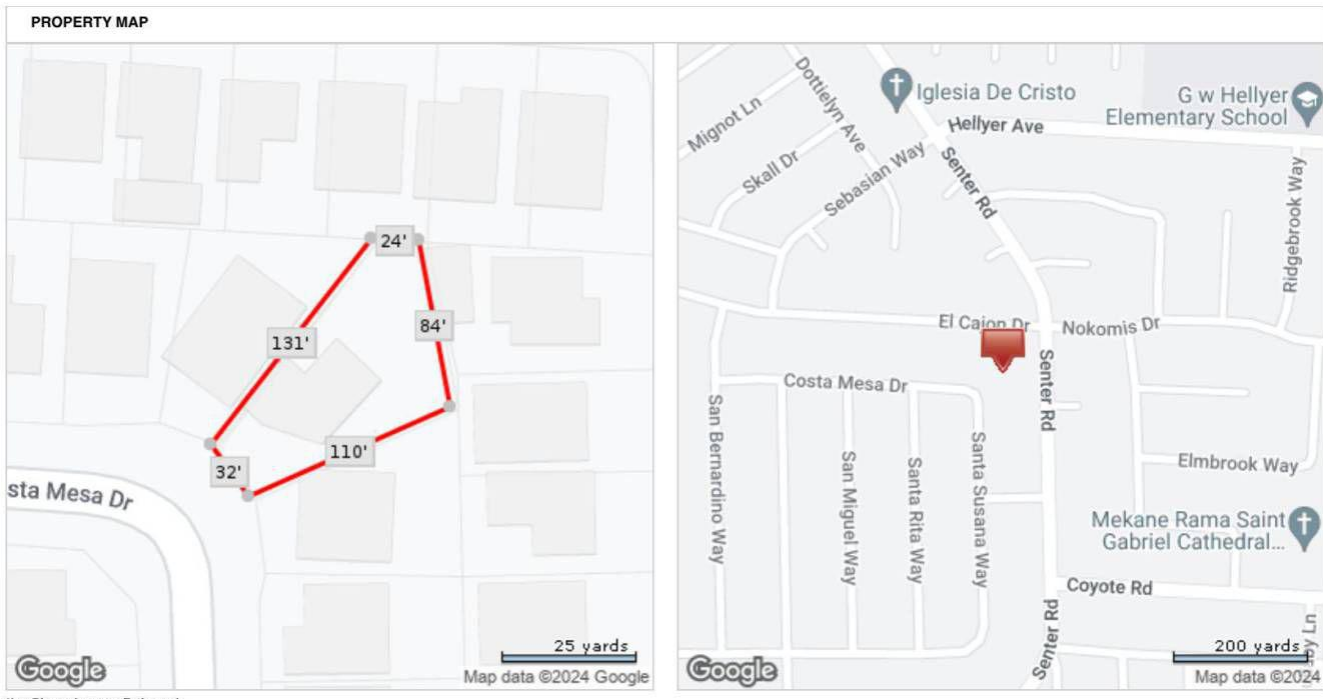 PROPERTY MAP
24'
84'
131'
110'
32'
sta Mesa Dr
25 yards
Google
Map data ©2024 Google
Dottielyn Ave
Iglesia De Cristo
G w Hellyer
Elementary School
Mignot Ln
Hellyer Ave
Skall Dr
Sebasian Way
Senter Rd
Ridgebrook Way
El Cajon Dr
Nokomis Dr
Costa Mesa Dr
Senter Rd
San Bernardino Way
San Miguel Way
Santa Rita Way
Santa Susana Way
Elmbrook Way
Mekane Rama Saint
Gabriel Cathedral...
Coyote Rd
Senter Rd
200 yards
Google
Map data ©2024